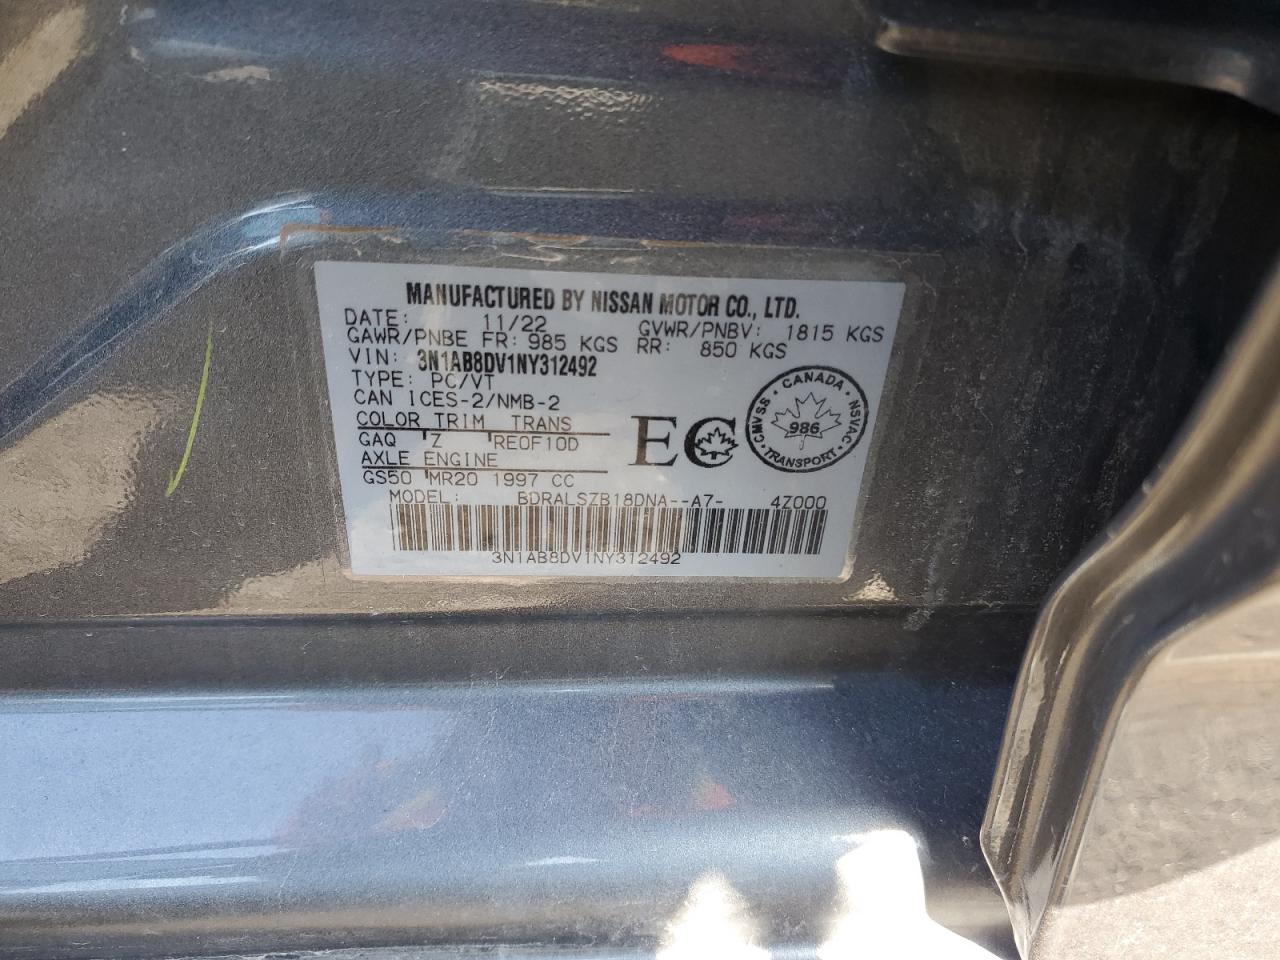 MANUFACTURED BY NISSAN MOTOR CO., LTD.
DATE: 11/22 GVWR/PNBV: 1815 KGS
GAWR/PNBE FR: 985 KGS RR: 850 KGS
VIN: 3N1AB8DV1NY312492
TYPE: PC/VT
CAN ICES-2/NMB-2
COLOR TRIM TRANS
GAQ Z RE0F10D
AXLE ENGINE
GS50 MR20 1997 CC
EC
CANADA
CMVSS NSVAC
986
TRANSPORT
MODEL: BDRALSZB18DNA--A7- 4Z000
3N1AB8DV1NY312492